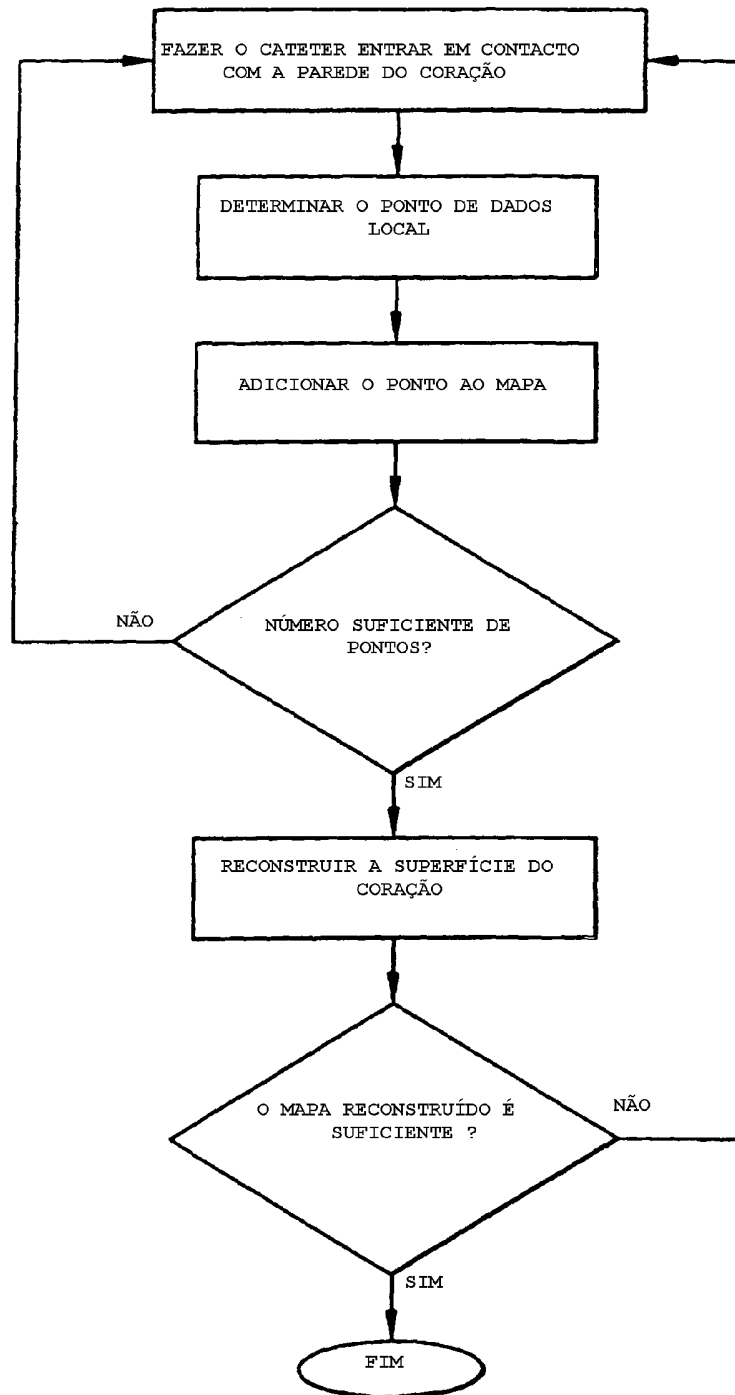 FAZER O CATETER ENTRAR EM CONTACTO
COM A PAREDE DO CORAÇÃO
DETERMINAR O PONTO DE DADOS
LOCAL
ADICIONAR O PONTO AO MAPA
NÃO
NÚMERO SUFICIENTE DE
PONTOS?
SIM
RECONSTRUIR A SUPERFÍCIE DO
CORAÇÃO
O MAPA RECONSTRUÍDO É
SUFICIENTE ?
NÃO
SIM
FIM